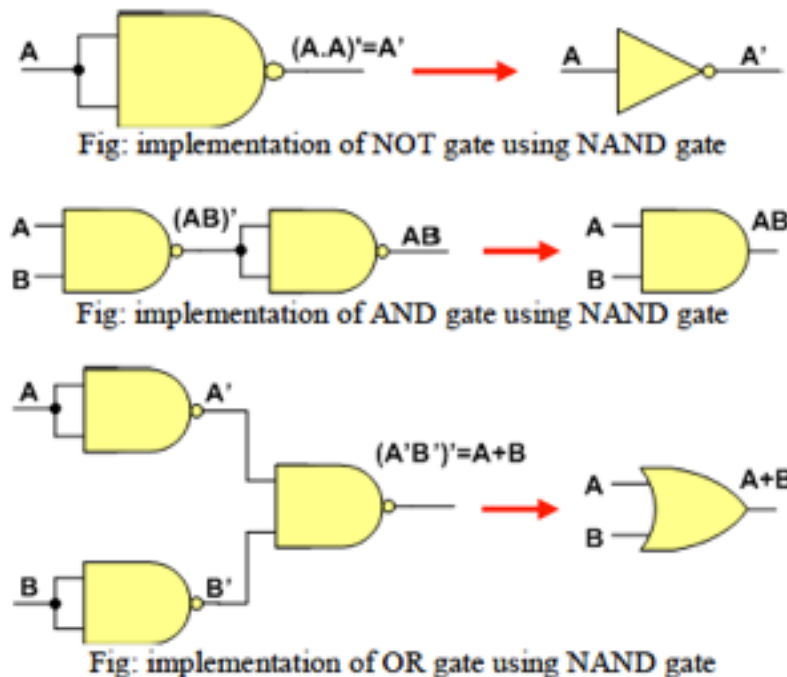 A (A.A)'=A' A A'
Fig: implementation of NOT gate using NAND gate
A (AB)' AB A AB
B B
Fig: implementation of AND gate using NAND gate
A A'
(A'B')'=A+B A A+B
B
B B'
Fig: implementation of OR gate using NAND gate